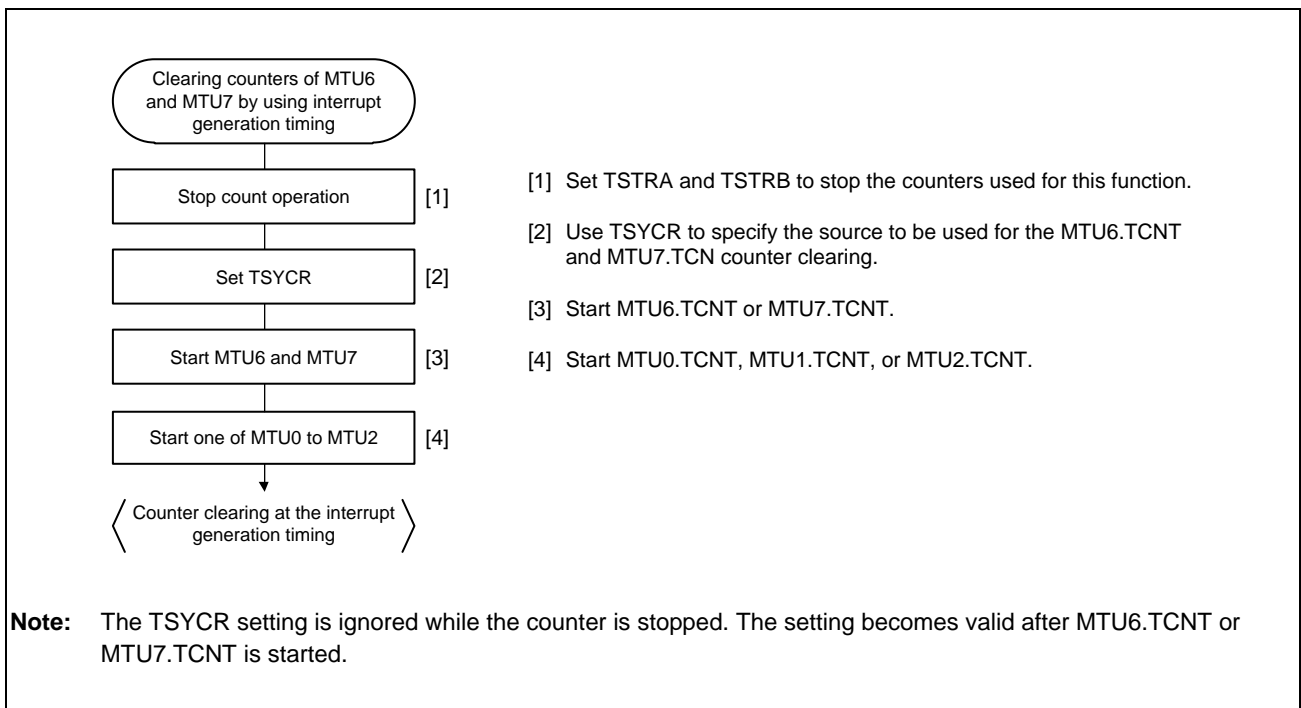 Clearing counters of MTU6
and MTU7 by using interrupt
generation timing
Stop count operation
[1]
Set TSYCR
[2]
Start MTU6 and MTU7
[3]
Start one of MTU0 to MTU2
[4]
Counter clearing at the interrupt
generation timing
[1] Set TSTRA and TSTRB to stop the counters used for this function.
[2] Use TSYCR to specify the source to be used for the MTU6.TCNT
and MTU7.TCN counter clearing.
[3] Start MTU6.TCNT or MTU7.TCNT.
[4] Start MTU0.TCNT, MTU1.TCNT, or MTU2.TCNT.
Note: The TSYCR setting is ignored while the counter is stopped. The setting becomes valid after MTU6.TCNT or
MTU7.TCNT is started.